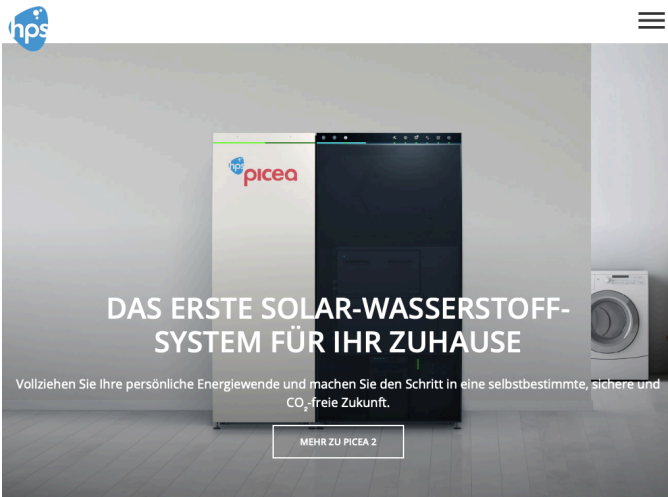 hps
hps
picea
DAS ERSTE SOLAR-WASSERSTOFF-
SYSTEM FÜR IHR ZUHAUSE
Vollziehen Sie Ihre persönliche Energiewende und machen Sie den Schritt in eine selbstbestimmte, sichere und
CO₂-freie Zukunft.
MEHR ZU PICEA 2